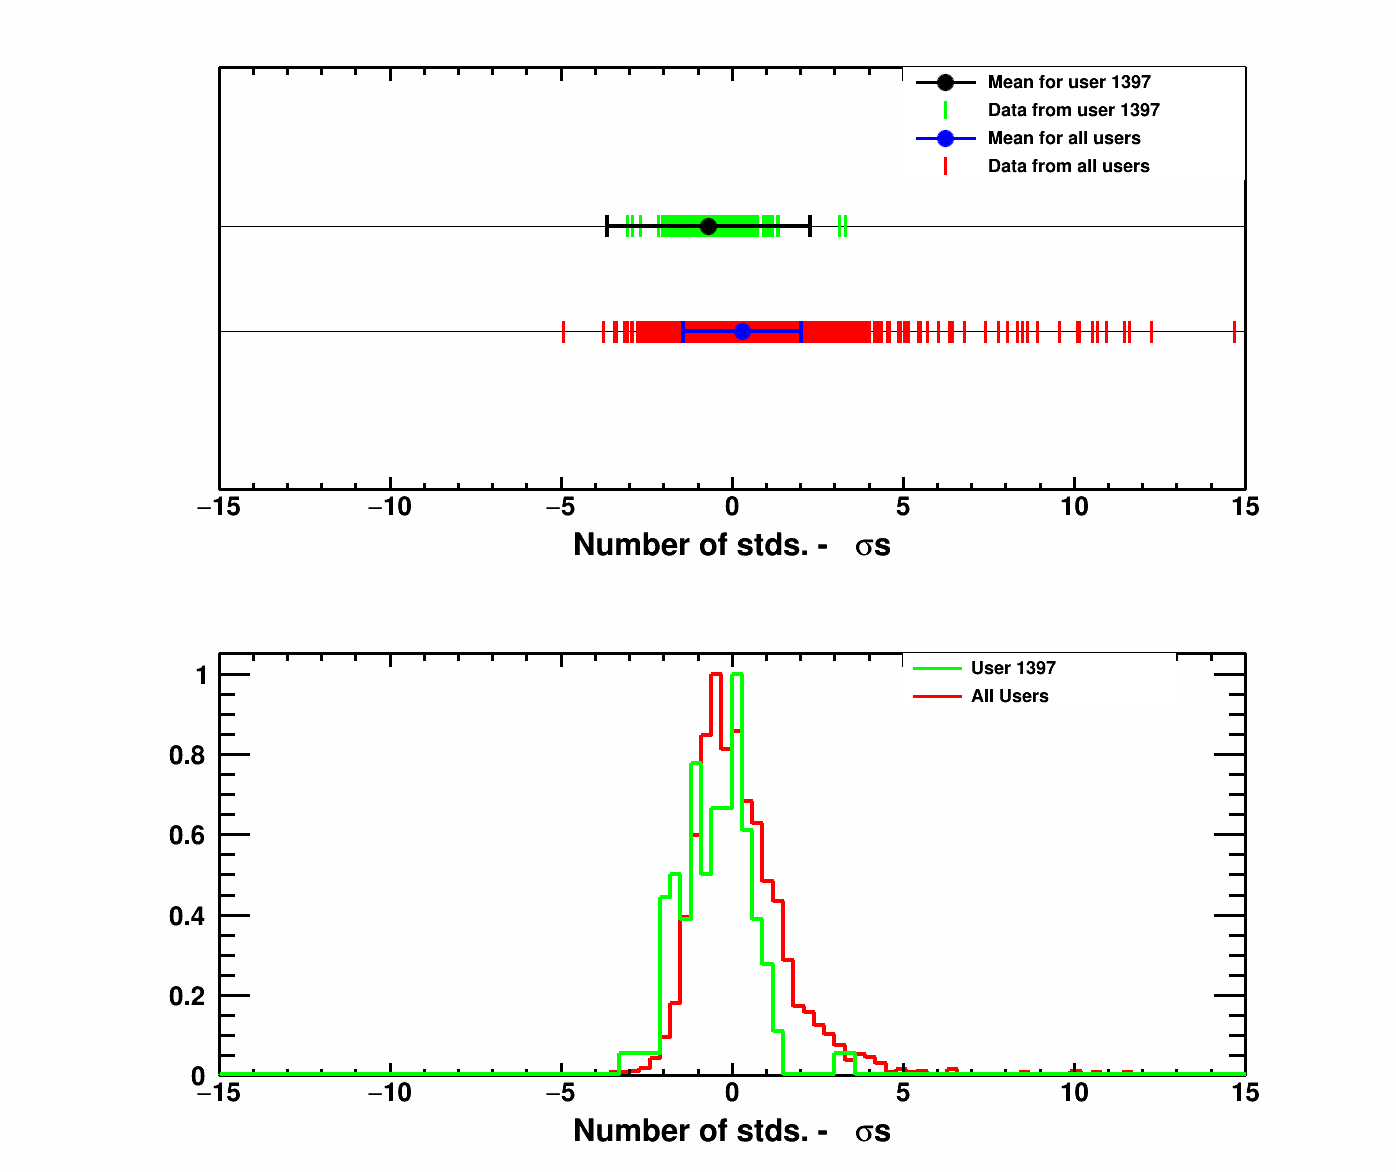 Mean for user 1397
Data from user 1397
Mean for all users
Data from all users
−15 −10 −5 0 5 10 15
Number of stds. - σs
User 1397
All Users
1
0.8
0.6
0.4
0.2
0
−15 −10 −5 0 5 10 15
Number of stds. - σs